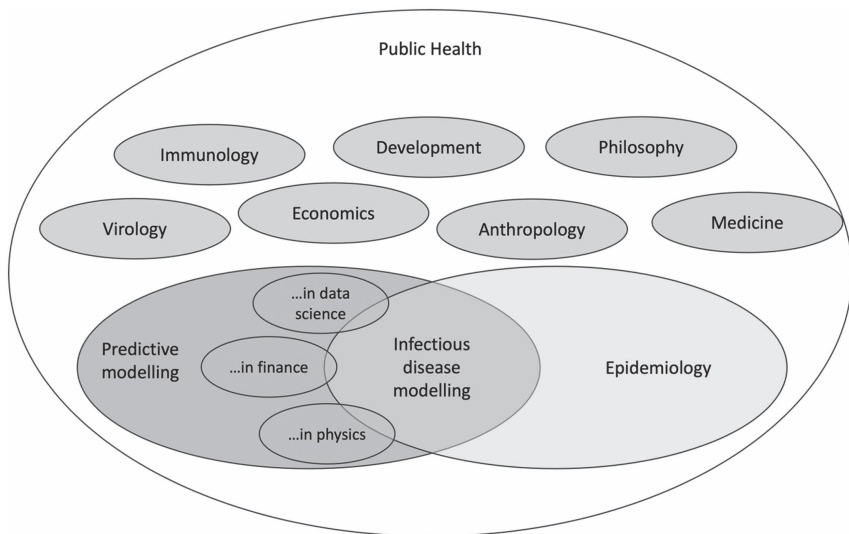 Public Health
Immunology
Development
Philosophy
Virology
Economics
Anthropology
Medicine
...in data
science
Predictive
modelling
...in finance
Infectious
disease
modelling
Epidemiology
...in physics